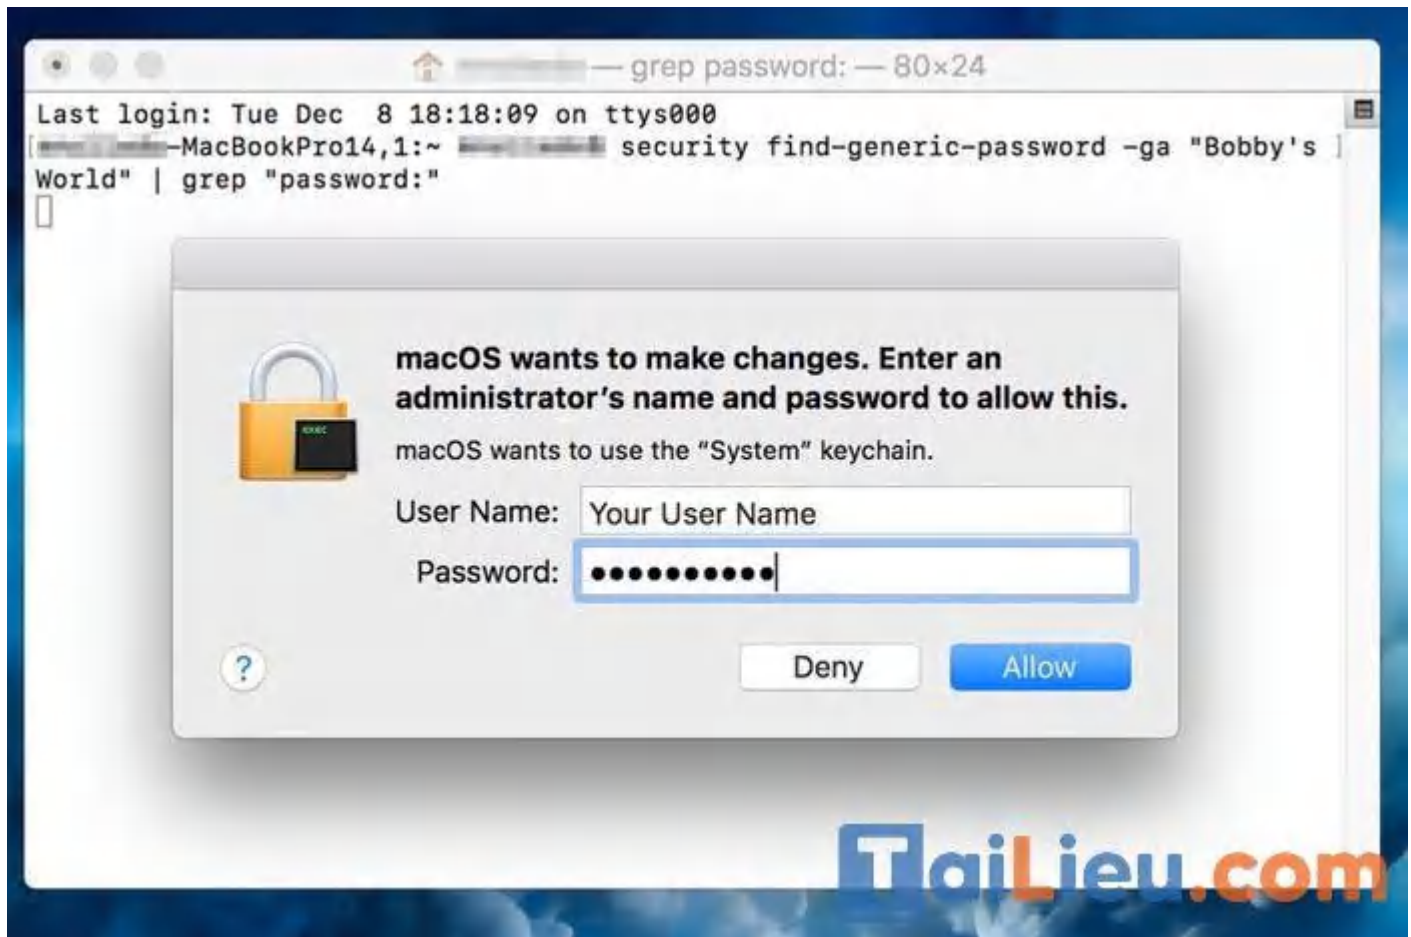 — grep password: — 80×24
Last login: Tue Dec  8 18:18:09 on ttys000
[-MacBookPro14,1:~ security find-generic-password -ga "Bobby's ]
World" | grep "password:"
macOS wants to make changes. Enter an
administrator's name and password to allow this.
exec
macOS wants to use the “System” keychain.
User Name: Your User Name
Password: ●●●●●●●●●●
? Deny Allow
TaiLieu.com